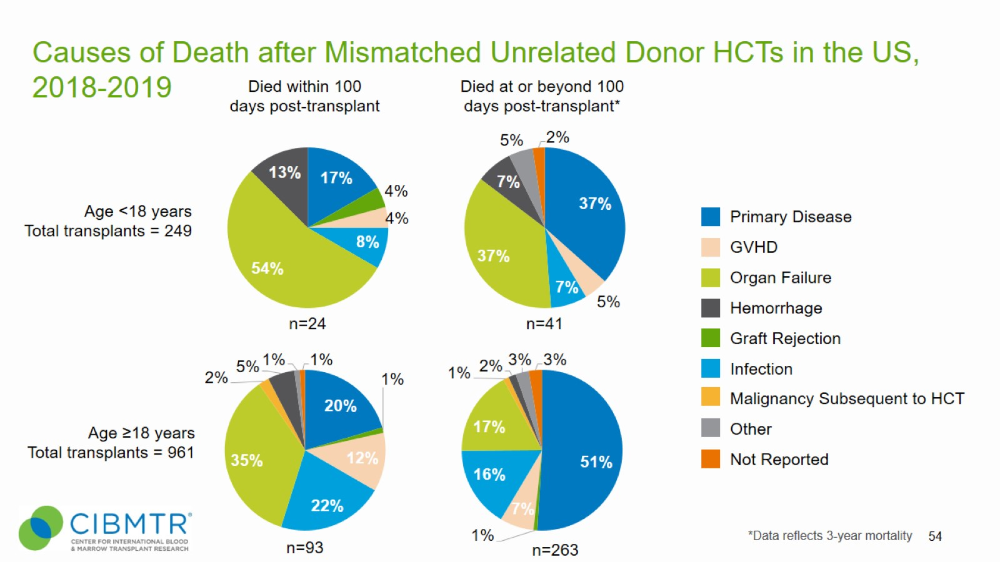 Causes of Death after Mismatched Unrelated Donor HCTs in the US,
2018-2019
Died within 100
days post-transplant
Died at or beyond 100
days post-transplant*
Age <18 years
Total transplants = 249
13%
17%
4%
4%
8%
54%
n=24
5%
2%
7%
37%
37%
7%
5%
n=41
Age ≥18 years
Total transplants = 961
2%
5%
1%
1%
1%
20%
12%
35%
22%
n=93
1%
2%
3%
3%
17%
51%
16%
7%
1%
n=263
Primary Disease
GVHD
Organ Failure
Hemorrhage
Graft Rejection
Infection
Malignancy Subsequent to HCT
Other
Not Reported
CIBMTR®
CENTER FOR INTERNATIONAL BLOOD
& MARROW TRANSPLANT RESEARCH
*Data reflects 3-year mortality
54